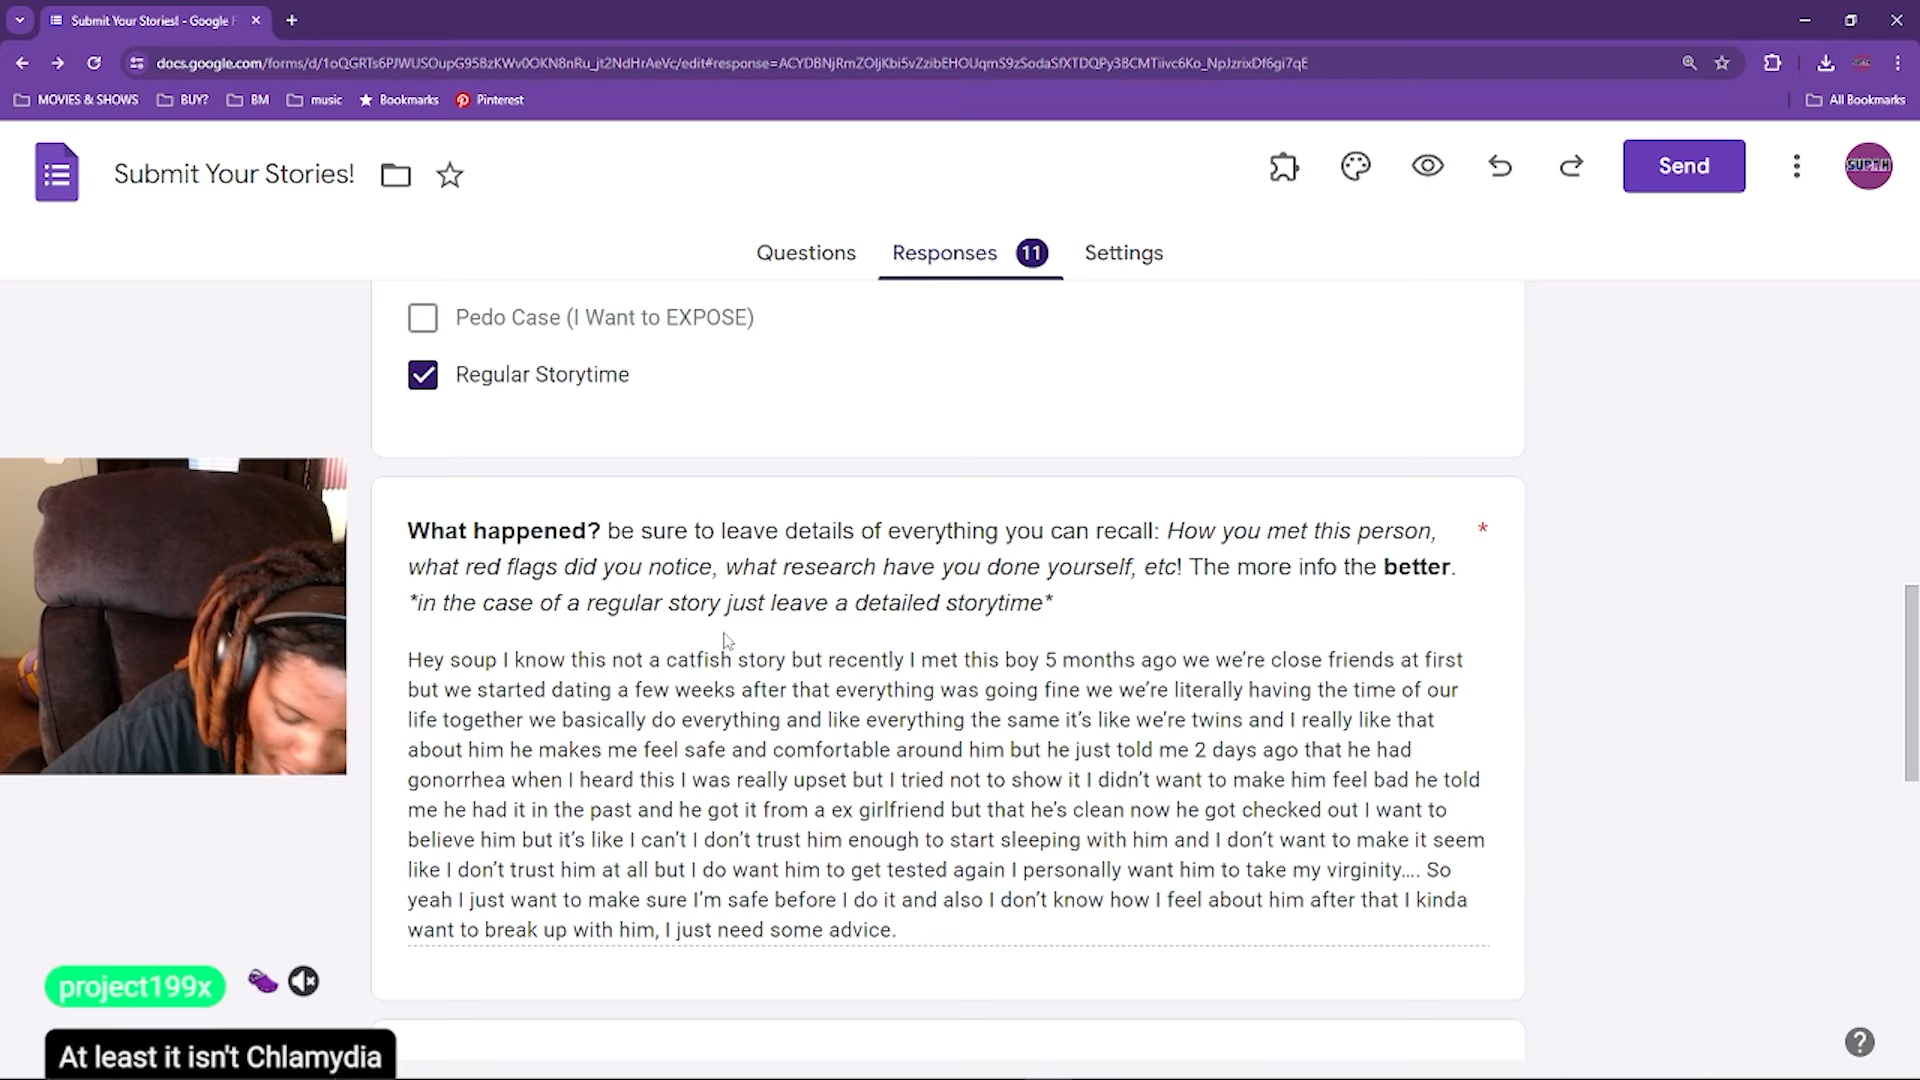 Submit Your Stories! - Google F
docs.google.com/forms/d/1oQGRTs6PJWUSOupG958zKWv0OKN8nRu_jt2NdHrAeVc/edit#response=ACYDBNjRmZOljKbi5vZzibEHOUqmS9zSodaSfXTDQPy3BCMTiivc6Ko_NpJzrixDf6gi7qE
MOVIES & SHOWS BUY? BM music Bookmarks Pinterest All Bookmarks
Submit Your Stories! Send
Questions Responses 11 Settings
Pedo Case (I Want to EXPOSE)
Regular Storytime
What happened? be sure to leave details of everything you can recall: How you met this person, *
what red flags did you notice, what research have you done yourself, etc! The more info the better.
*in the case of a regular story just leave a detailed storytime*
Hey soup I know this not a catfish story but recently I met this boy 5 months ago we we're close friends at first
but we started dating a few weeks after that everything was going fine we we're literally having the time of our
life together we basically do everything and like everything the same it's like we're twins and I really like that
about him he makes me feel safe and comfortable around him but he just told me 2 days ago that he had
gonorrhea when I heard this I was really upset but I tried not to show it I didn't want to make him feel bad he told
me he had it in the past and he got it from a ex girlfriend but that he's clean now he got checked out I want to
believe him but it's like I can't I don't trust him enough to start sleeping with him and I don't want to make it seem
like I don't trust him at all but I do want him to get tested again I personally want him to take my virginity.... So
yeah I just want to make sure I'm safe before I do it and also I don't know how I feel about him after that I kinda
want to break up with him, I just need some advice.
project199x
At least it isn't Chlamydia